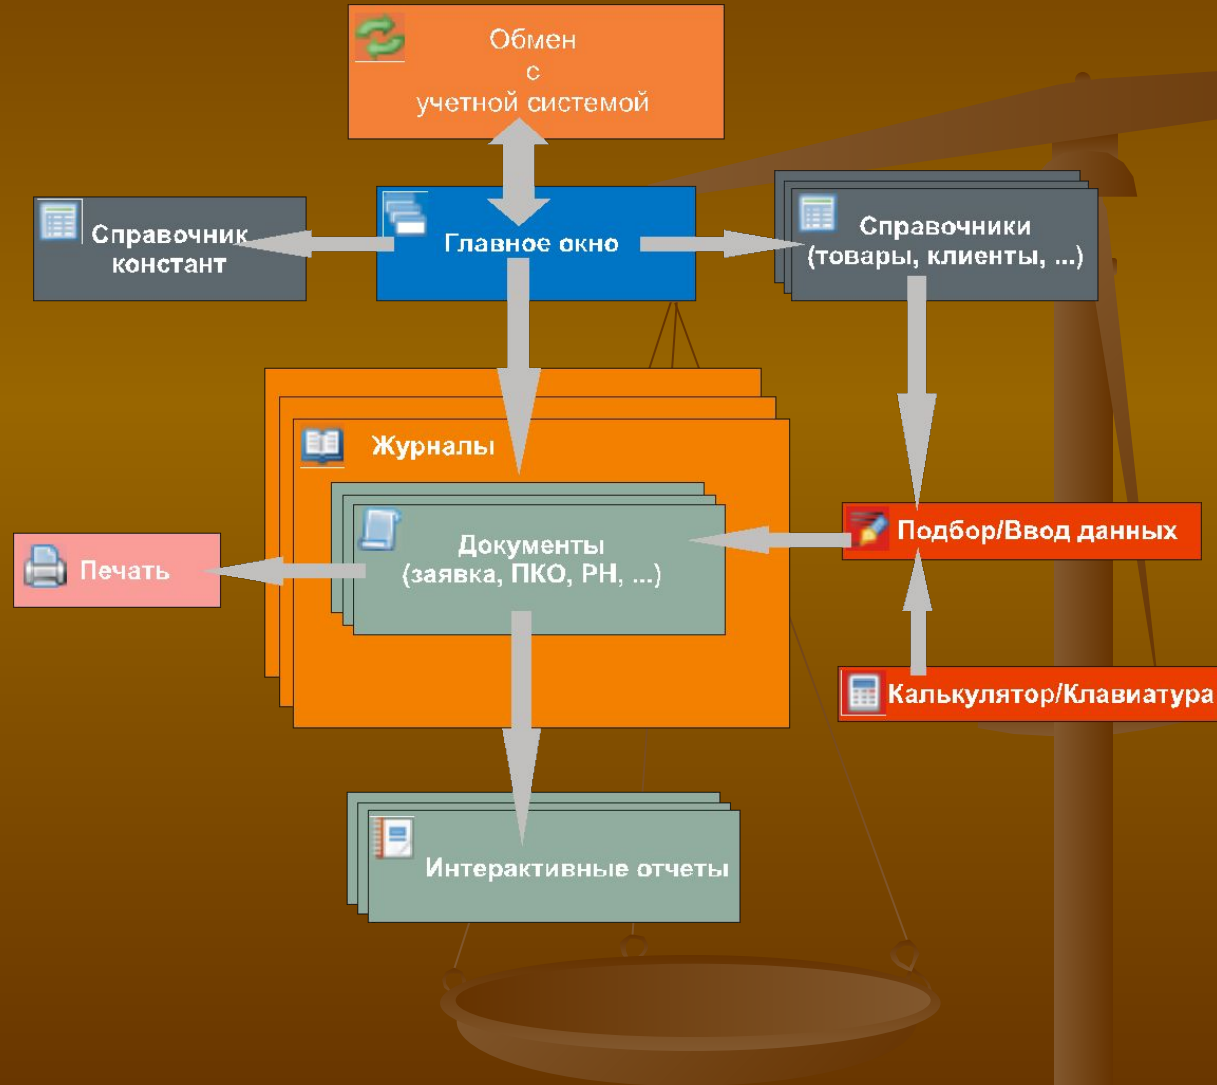 Обмен
с
учетной системой
Справочник
констант
Главное окно
Справочники
(товары, клиенты, ...)
Журналы
Документы
(заявка, ПКО, РН, ...)
Подбор/Ввод данных
Печать
Калькулятор/Клавиатура
Интерактивные отчеты